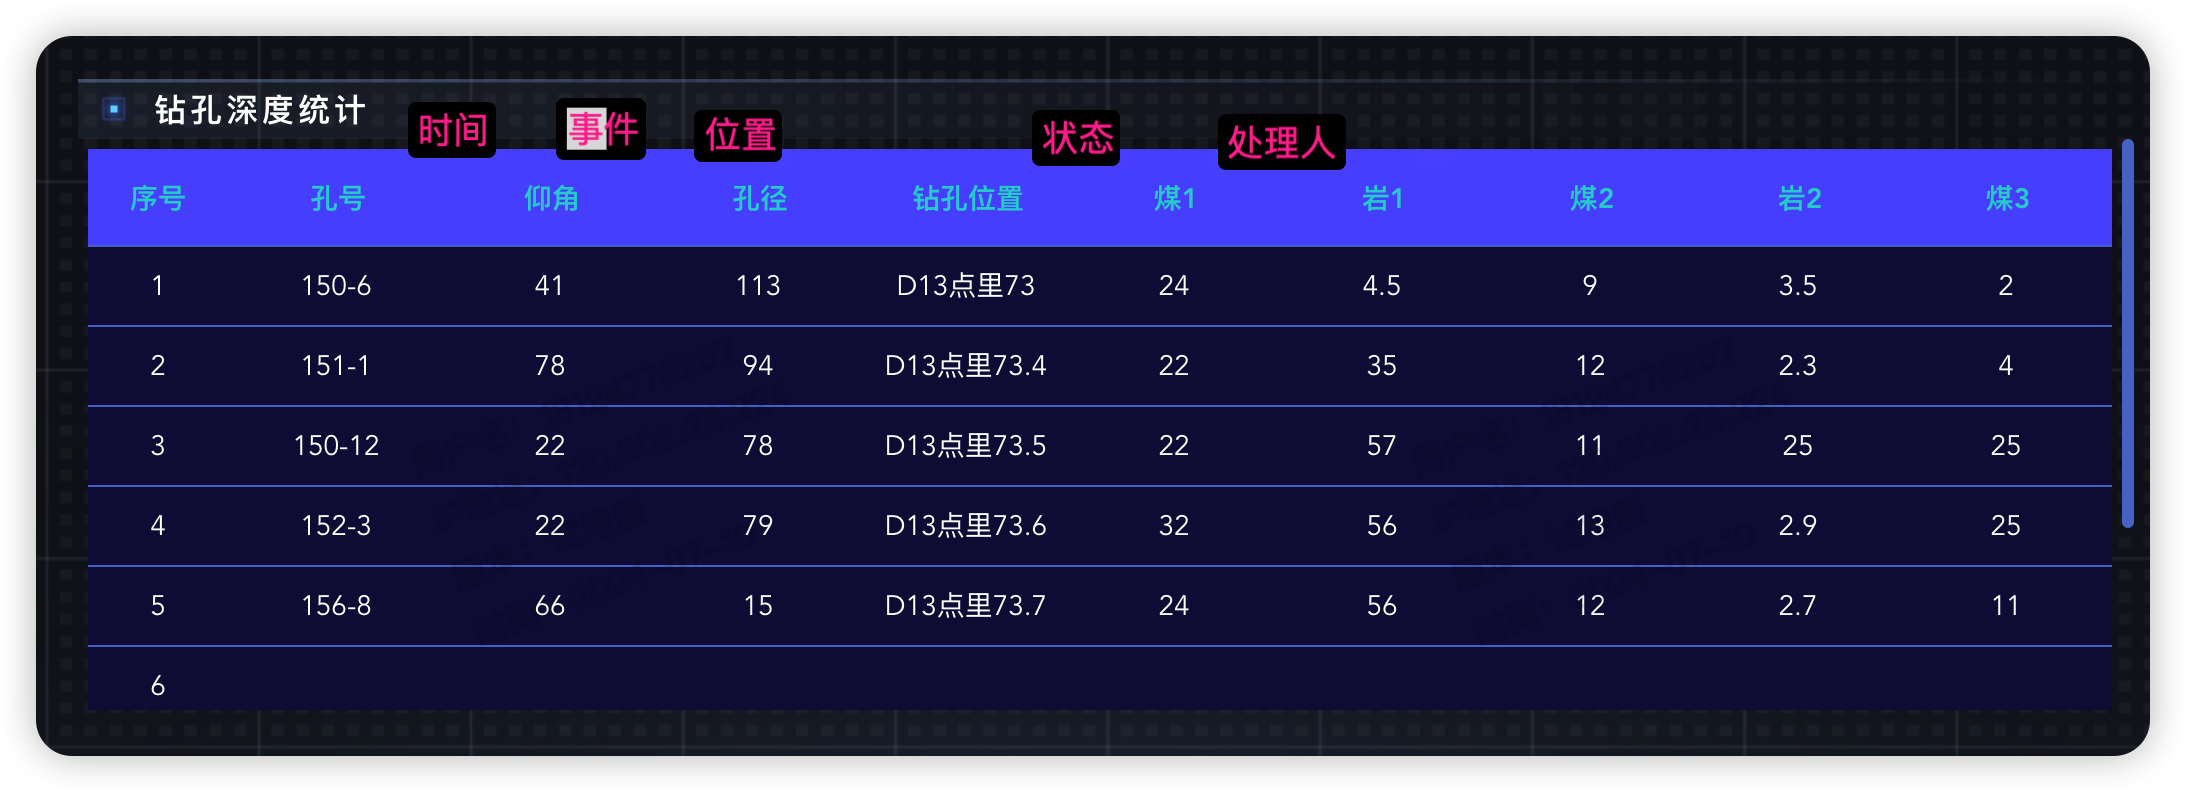 钻孔深度统计
时间 事件 位置 状态 处理人
序号 孔号 仰角 孔径 钻孔位置 煤1 岩1 煤2 岩2 煤3
1 150-6 41 113 D13点里73 24 4.5 9 3.5 2
2 151-1 78 94 D13点里73.4 22 35 12 2.3 4
3 150-12 22 78 D13点里73.5 22 57 11 25 25
4 152-3 22 79 D13点里73.6 32 56 13 2.9 25
5 156-8 66 15 D13点里73.7 24 56 12 2.7 11
6